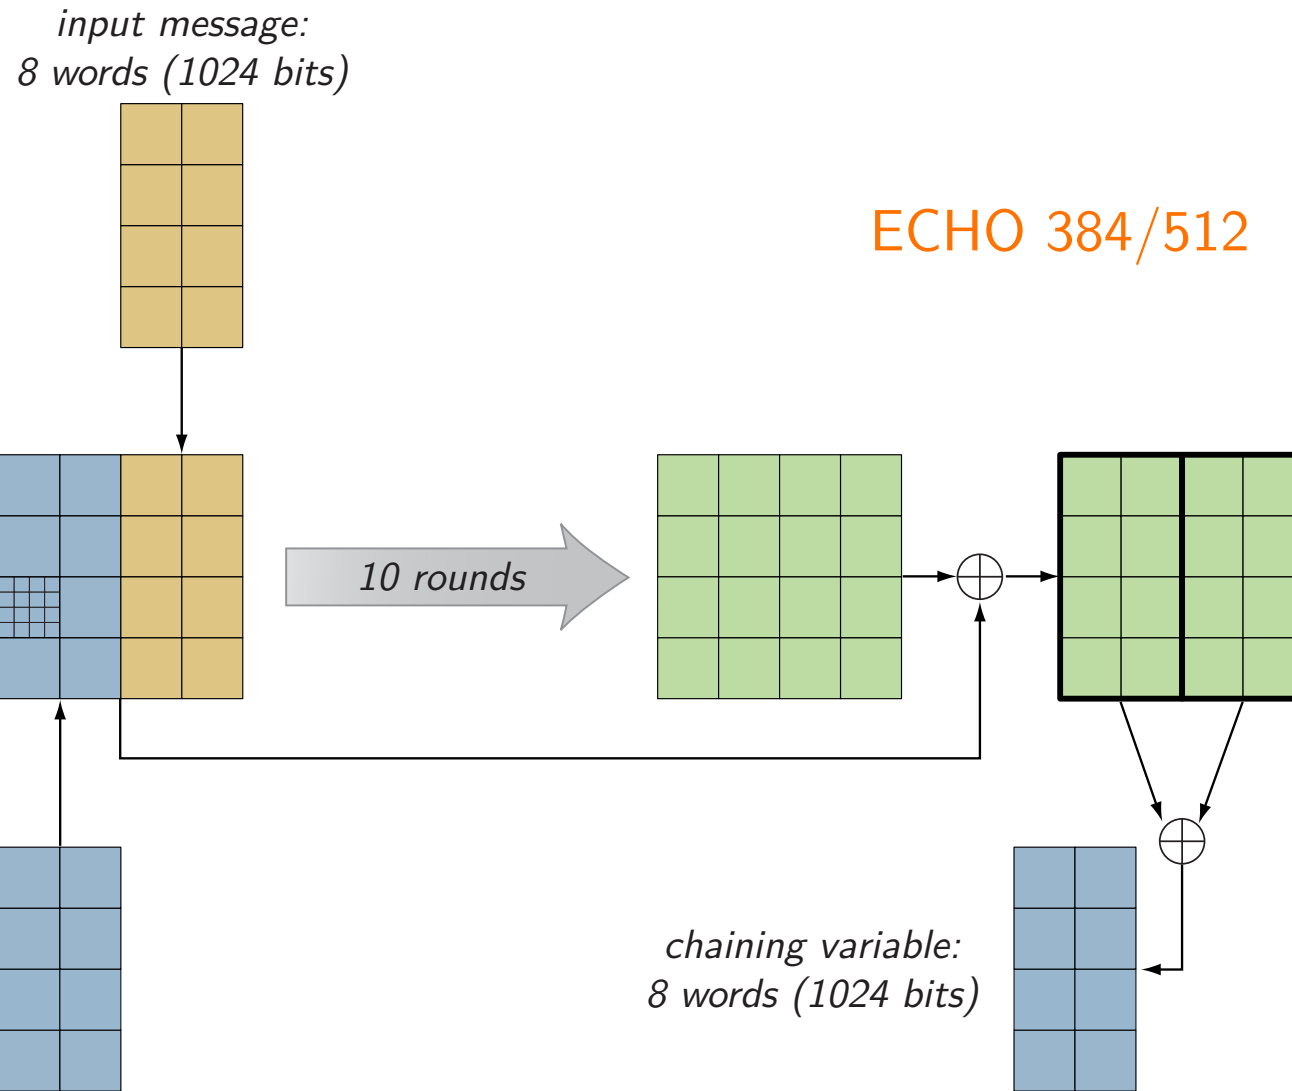 input message:
8 words (1024 bits)
ECHO 384/512
10 rounds
chaining variable:
8 words (1024 bits)